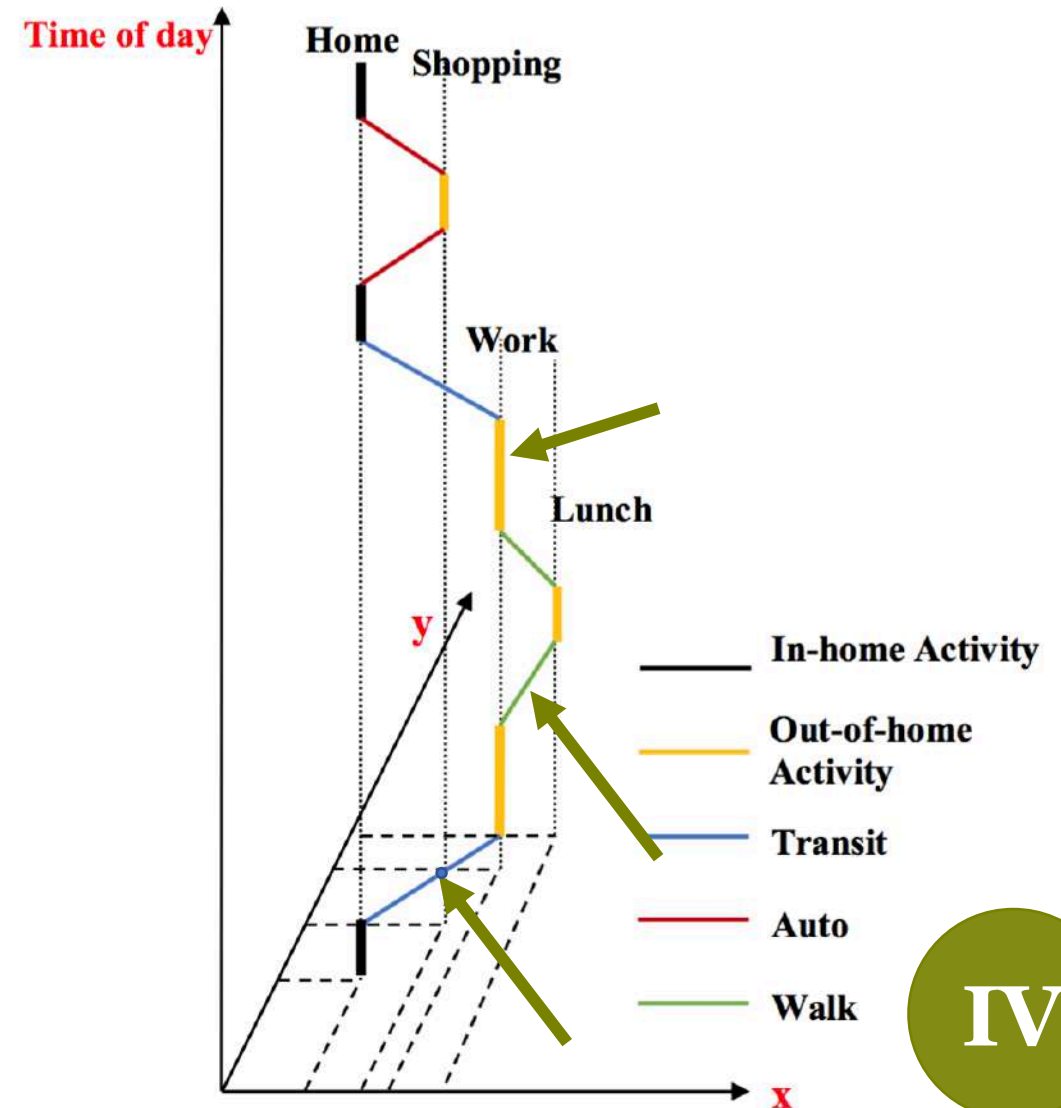 Time of day
Home
Shopping
Work
Lunch
y
In-home Activity
Out-of-home
Activity
Transit
Auto
Walk
IV
x